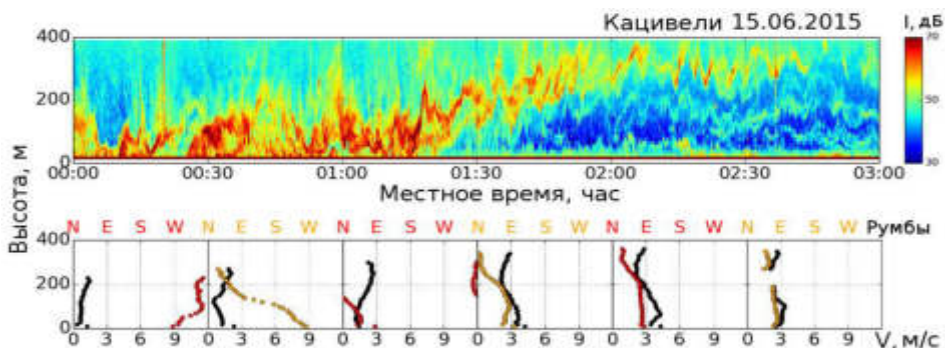 Кацивели 15.06.2015 I, дБ
400
200
0
70
50
30
00:00 00:30 01:00 01:30 02:00 02:30 03:00
Местное время, час
Высота, м
N E S W N E S W N E S W N E S W N E S W N E S W Румбы
400
200
0
0 3 6 9 0 3 6 9 0 3 6 9 0 3 6 9 0 3 6 9 0 3 6 9 V, м/с